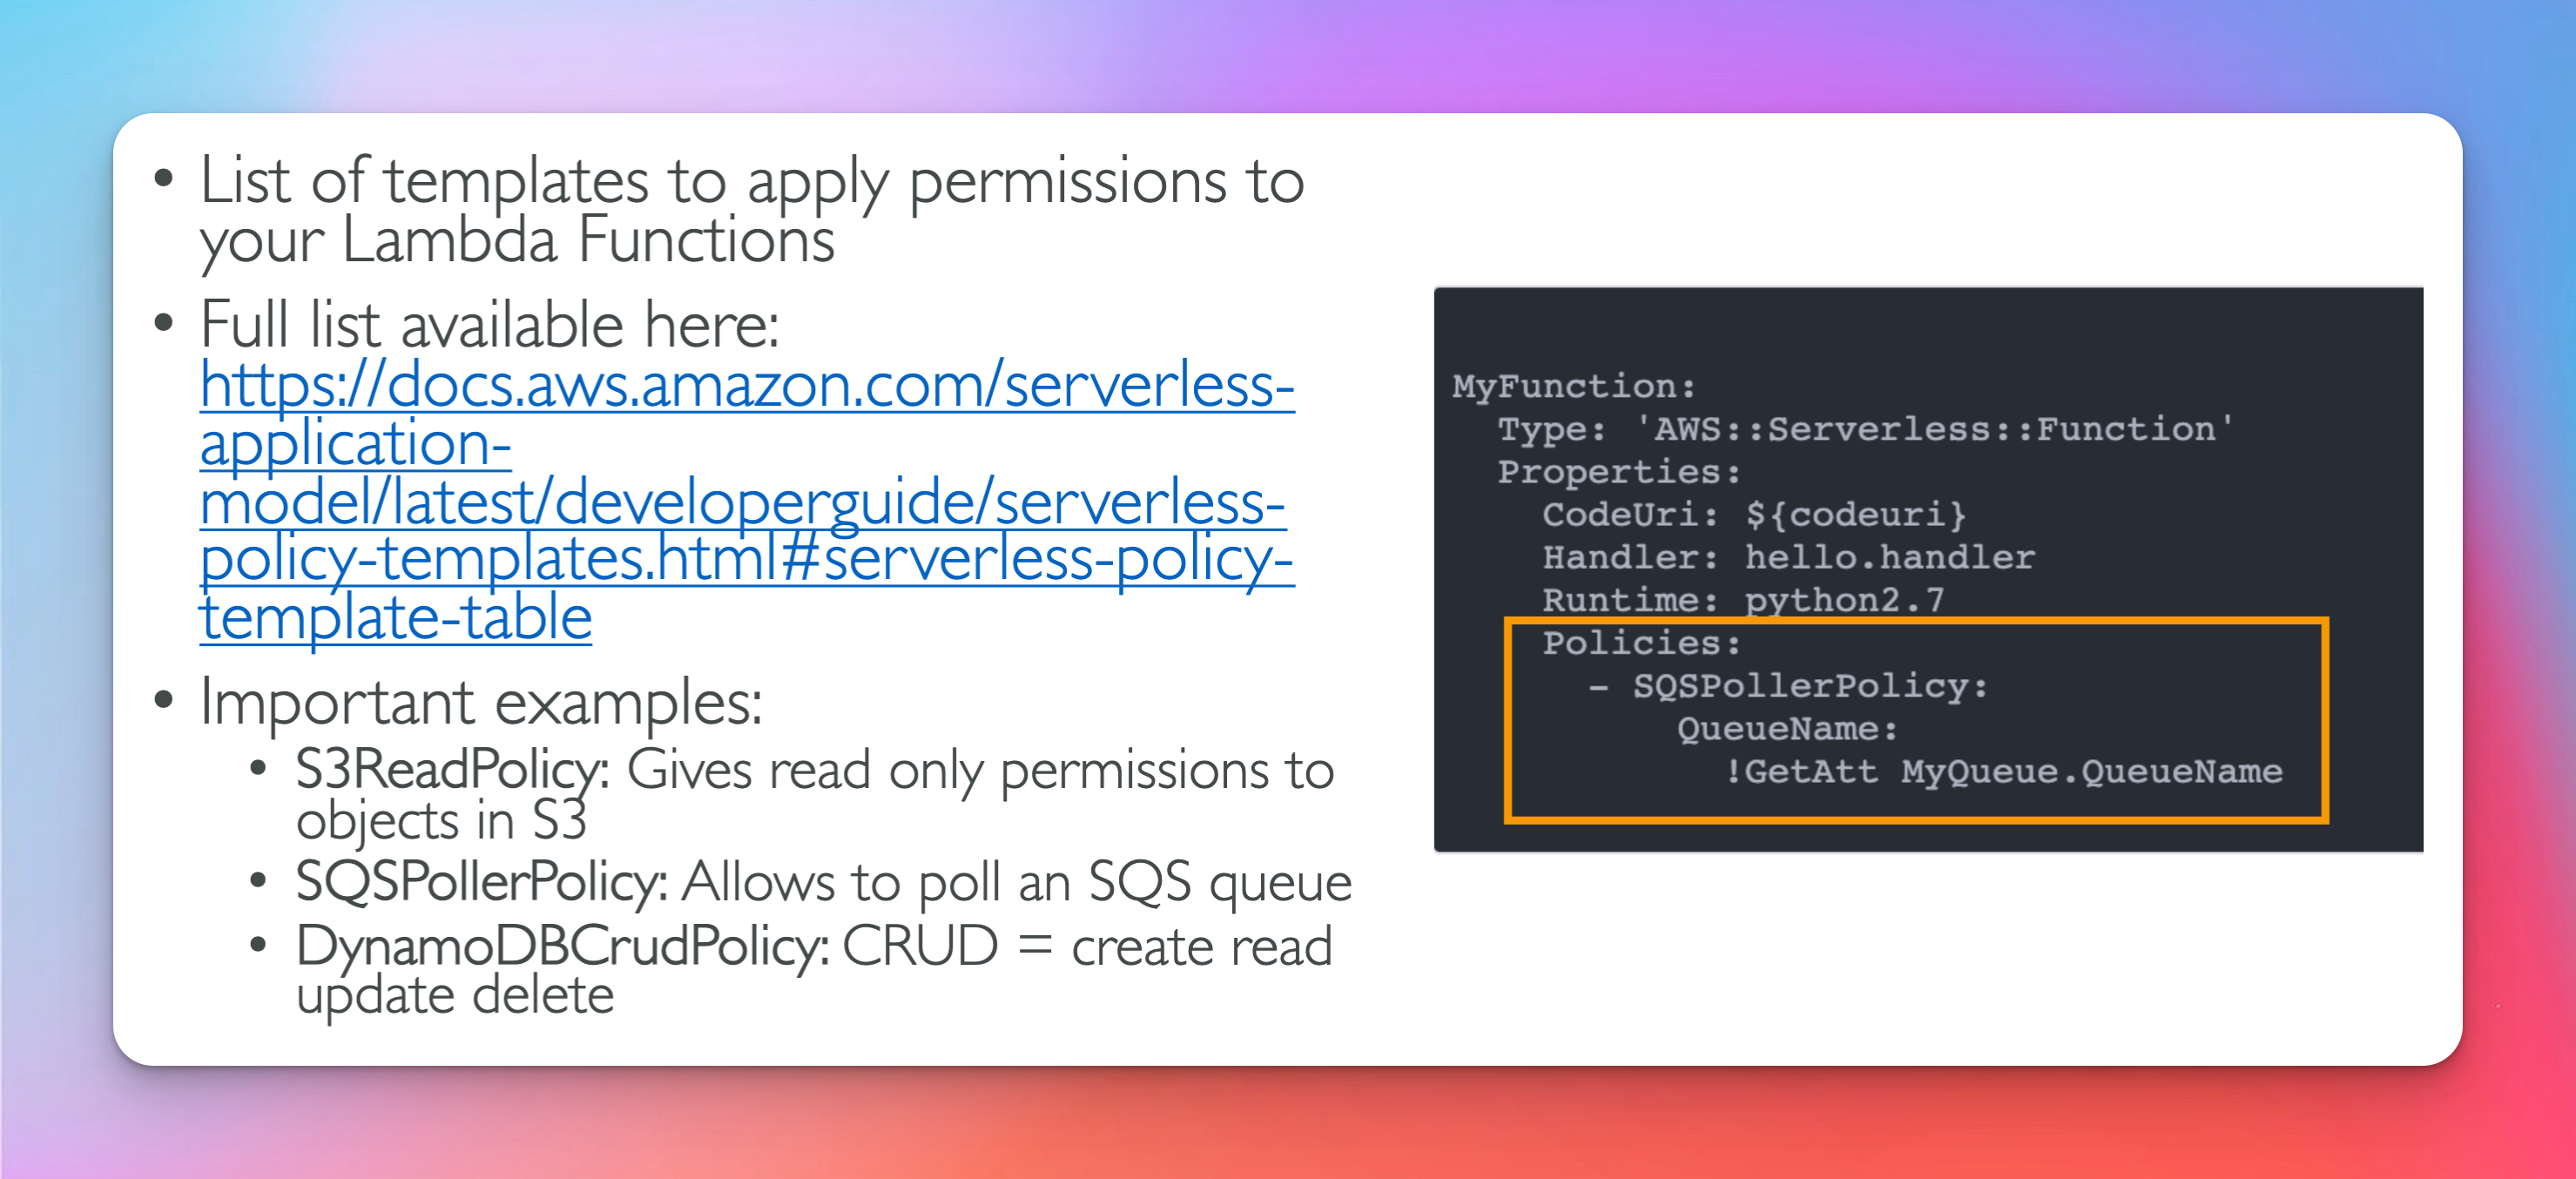 • List of templates to apply permissions to
your Lambda Functions
• Full list available here:
https://docs.aws.amazon.com/serverless-
application-
model/latest/developerguide/serverless-
policy-templates.html#serverless-policy-
template-table
• Important examples:
• S3ReadPolicy: Gives read only permissions to
objects in S3
• SQSPollerPolicy: Allows to poll an SQS queue
• DynamoDBCrudPolicy: CRUD = create read
update delete
MyFunction:
  Type: 'AWS::Serverless::Function'
  Properties:
    CodeUri: ${codeuri}
    Handler: hello.handler
    Runtime: python2.7
    Policies:
      - SQSPollerPolicy:
          QueueName:
            !GetAtt MyQueue.QueueName